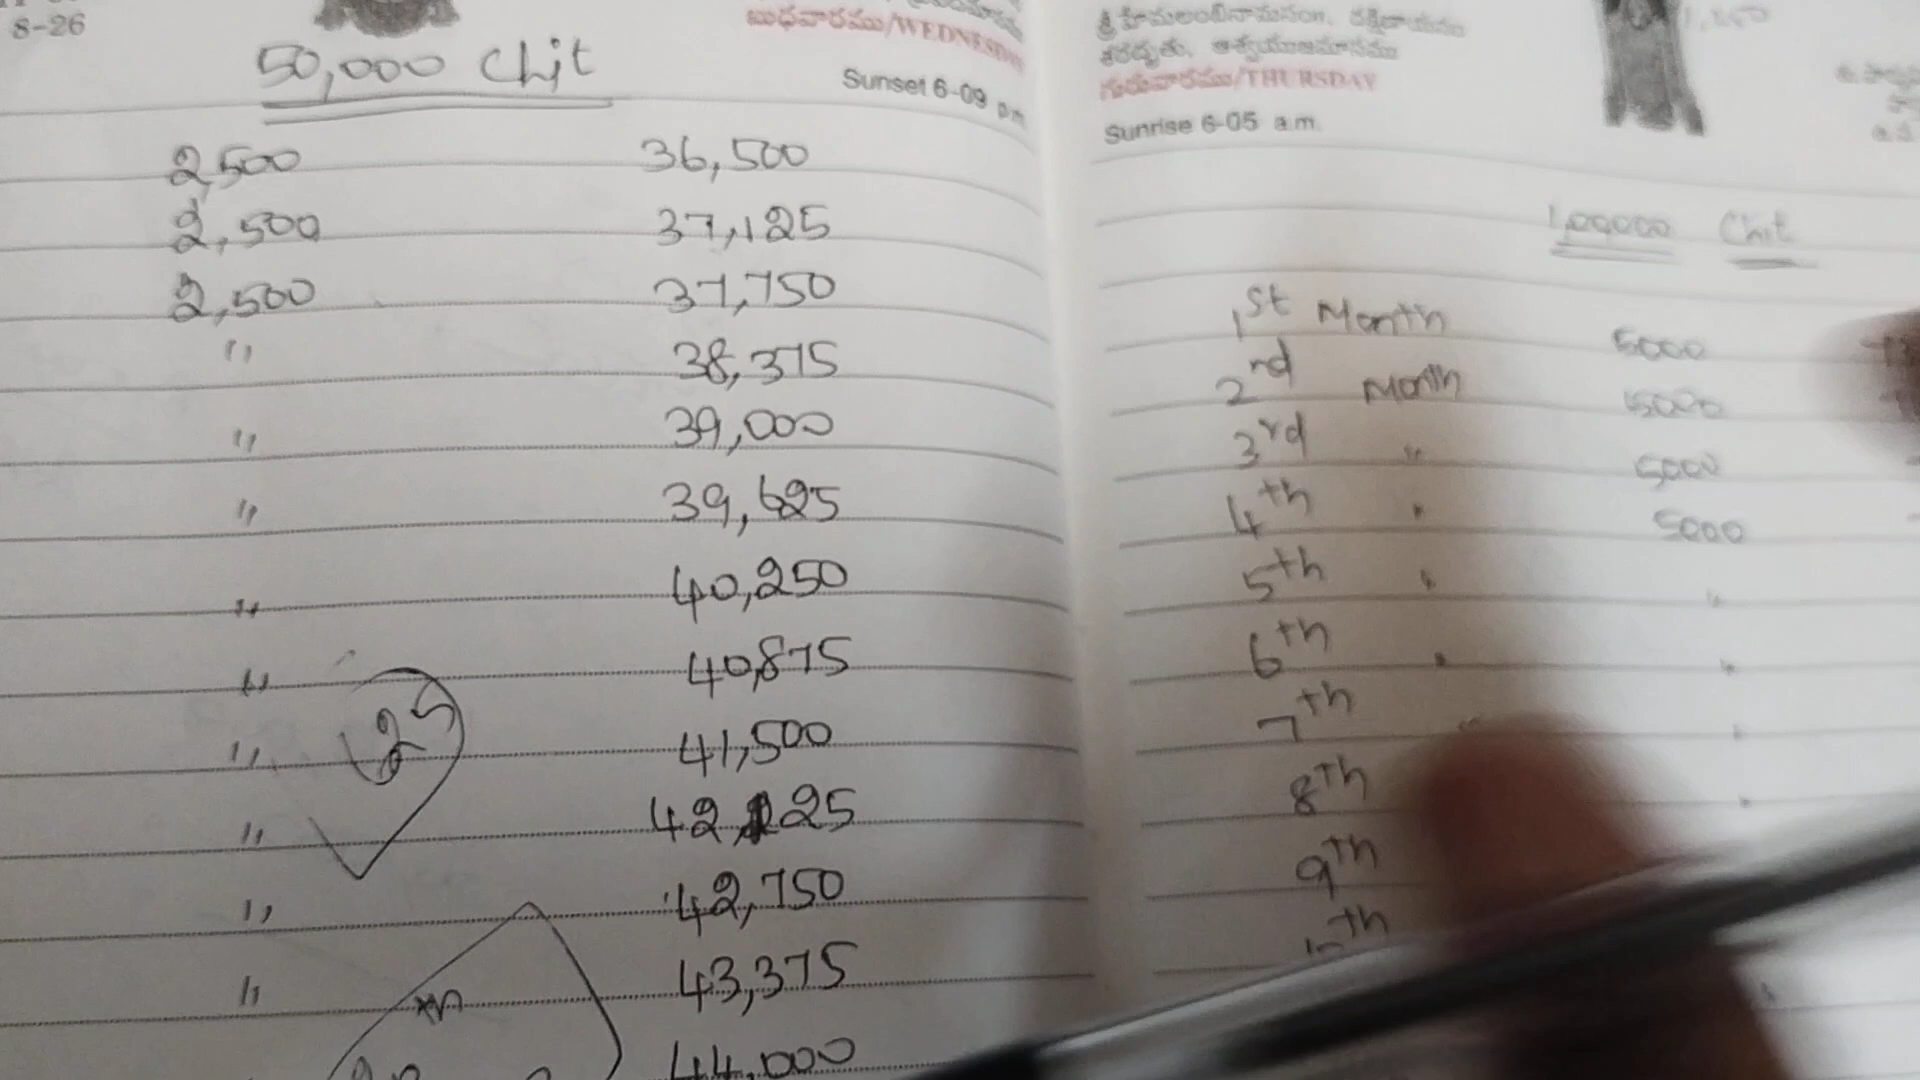 8-26
బుధవారము/WEDNESDAY
Sunset 6-09 p.m.
50,000 Chit
2,500 36,500
2,500 37,125
2,500 37,750
" 38,375
" 39,000
" 39,625
" 40,250
" 40,875
" 41,500
" 42,125
" 42,750
" 43,375
44,000
25
గురువారము/THURSDAY
Sunrise 6-05 a.m.
1,00000 Chit
1st Month 5000
2nd Month 5000
3rd " 5000
4th " 5000
5th " "
6th " "
7th "
8th "
9th